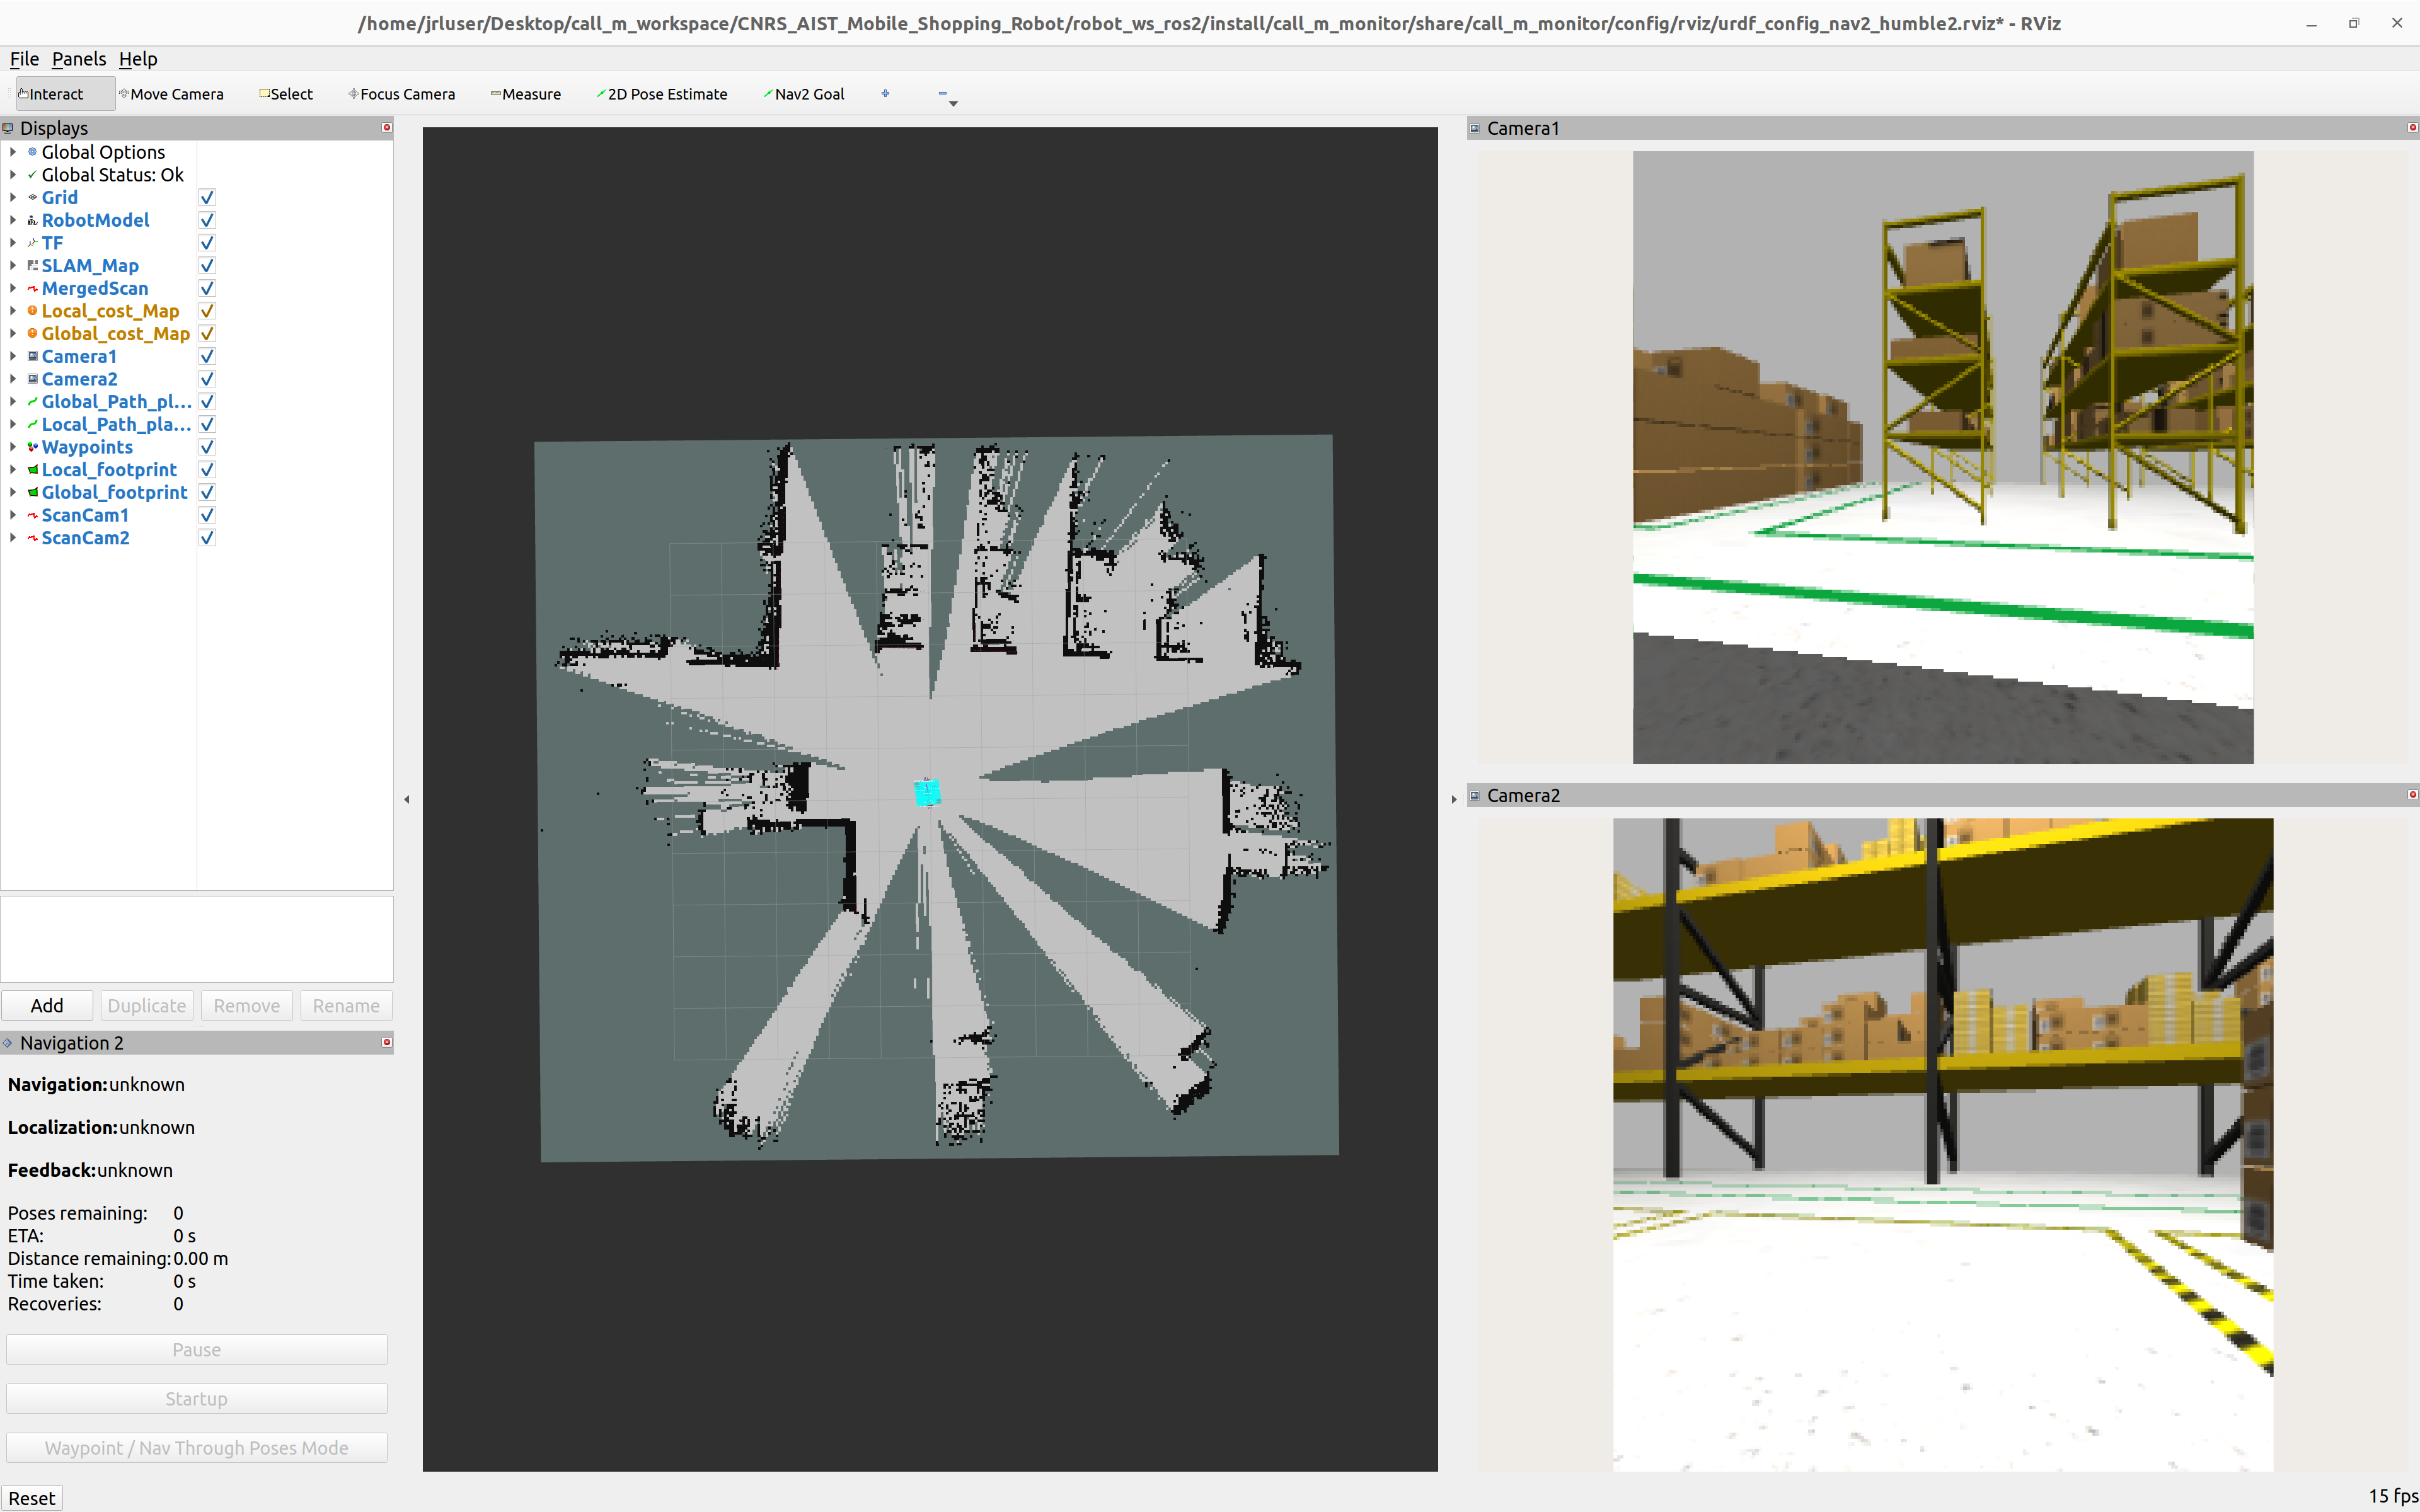 /home/jrluser/Desktop/call_m_workspace/CNRS_AIST_Mobile_Shopping_Robot/robot_ws_ros2/install/call_m_monitor/share/call_m_monitor/config/rviz/urdf_config_nav2_humble2.rviz* - RViz
File Panels Help
Interact Move Camera Select Focus Camera Measure 2D Pose Estimate Nav2 Goal
Displays
Global Options
Global Status: Ok
Grid
RobotModel
TF
SLAM_Map
MergedScan
Local_cost_Map
Global_cost_Map
Camera1
Camera2
Global_Path_pl...
Local_Path_pla...
Waypoints
Local_footprint
Global_footprint
ScanCam1
ScanCam2
Add Duplicate Remove Rename
Navigation 2
Navigation: unknown
Localization: unknown
Feedback: unknown
Poses remaining: 0
ETA: 0 s
Distance remaining: 0.00 m
Time taken: 0 s
Recoveries: 0
Pause
Startup
Waypoint / Nav Through Poses Mode
Reset
Camera1
Camera2
15 fps